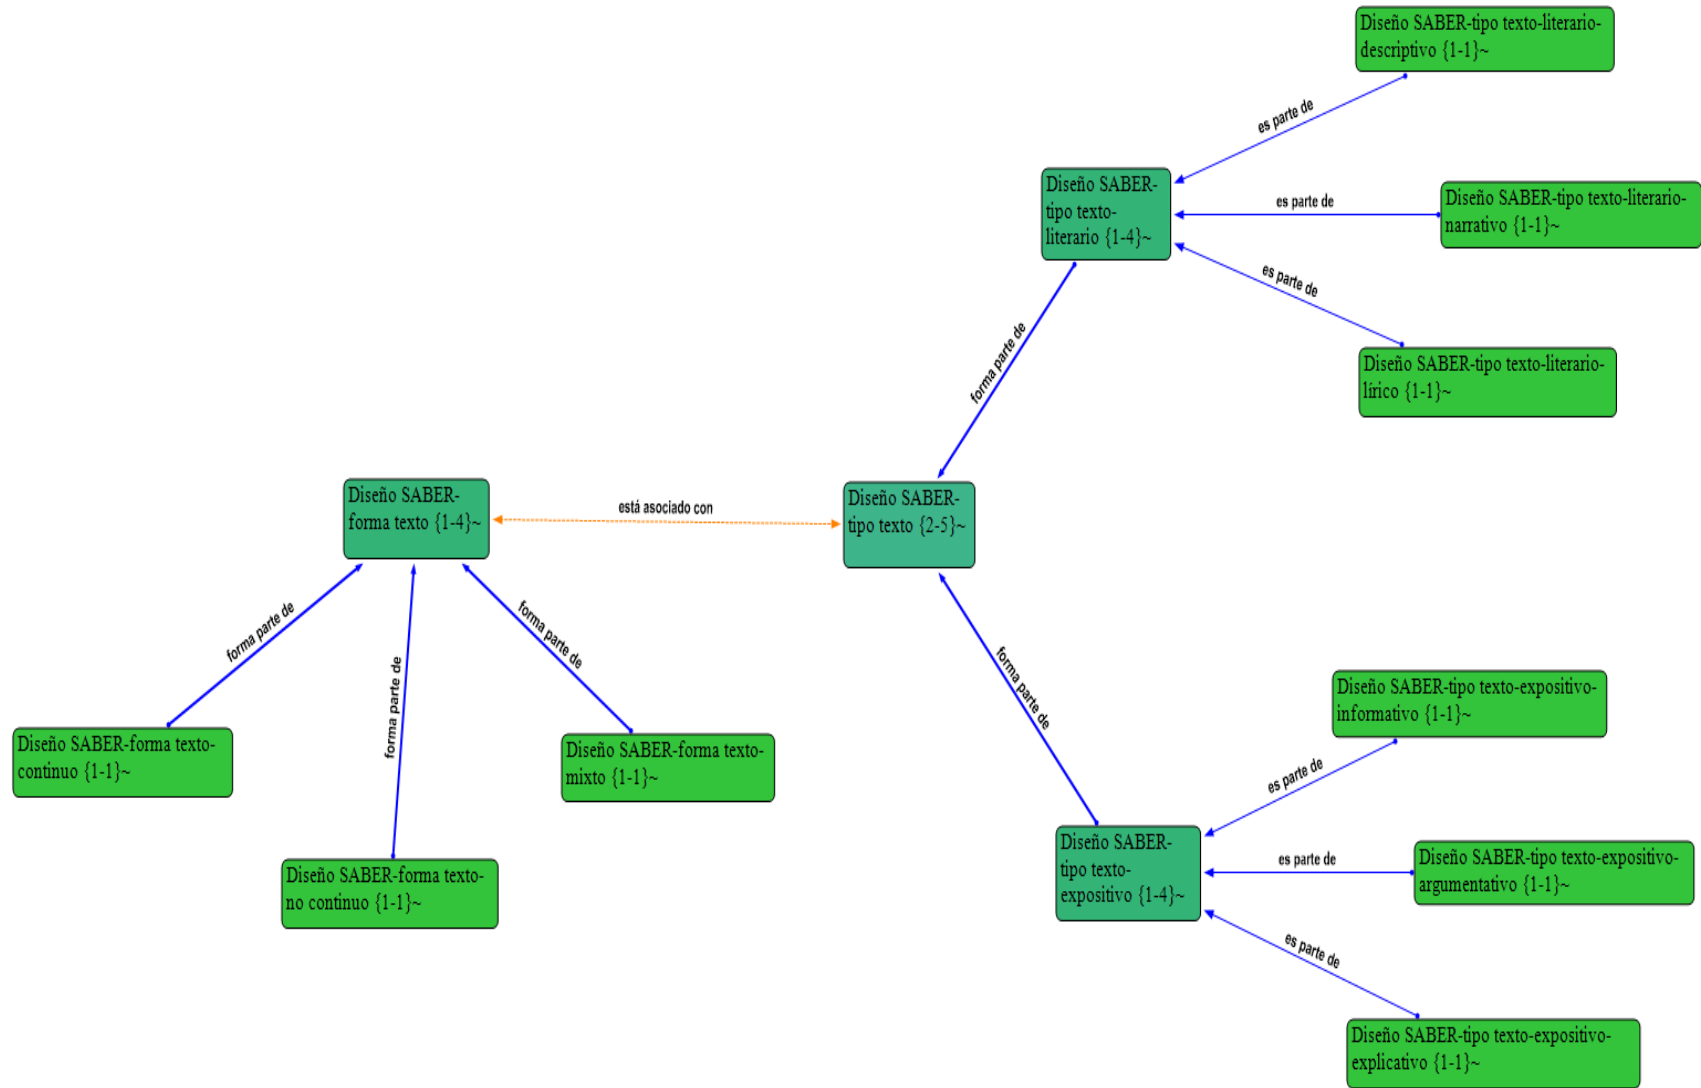 Diseño SABER-tipo texto-literario-
descriptivo {1-1}~
es parte de
Diseño SABER-
tipo texto-
literario {1-4}~
es parte de
Diseño SABER-tipo texto-literario-
narrativo {1-1}~
es parte de
Diseño SABER-tipo texto-literario-
lírico {1-1}~
forma parte de
Diseño SABER-
forma texto {1-4}~
está asociado con
Diseño SABER-
tipo texto {2-5}~
forma parte de
forma parte de
forma parte de
forma parte de
Diseño SABER-forma texto-
continuo {1-1}~
Diseño SABER-forma texto-
mixto {1-1}~
Diseño SABER-forma texto-
no continuo {1-1}~
Diseño SABER-tipo texto-expositivo-
informativo {1-1}~
es parte de
Diseño SABER-
tipo texto-
expositivo {1-4}~
es parte de
Diseño SABER-tipo texto-expositivo-
argumentativo {1-1}~
es parte de
Diseño SABER-tipo texto-expositivo-
explicativo {1-1}~